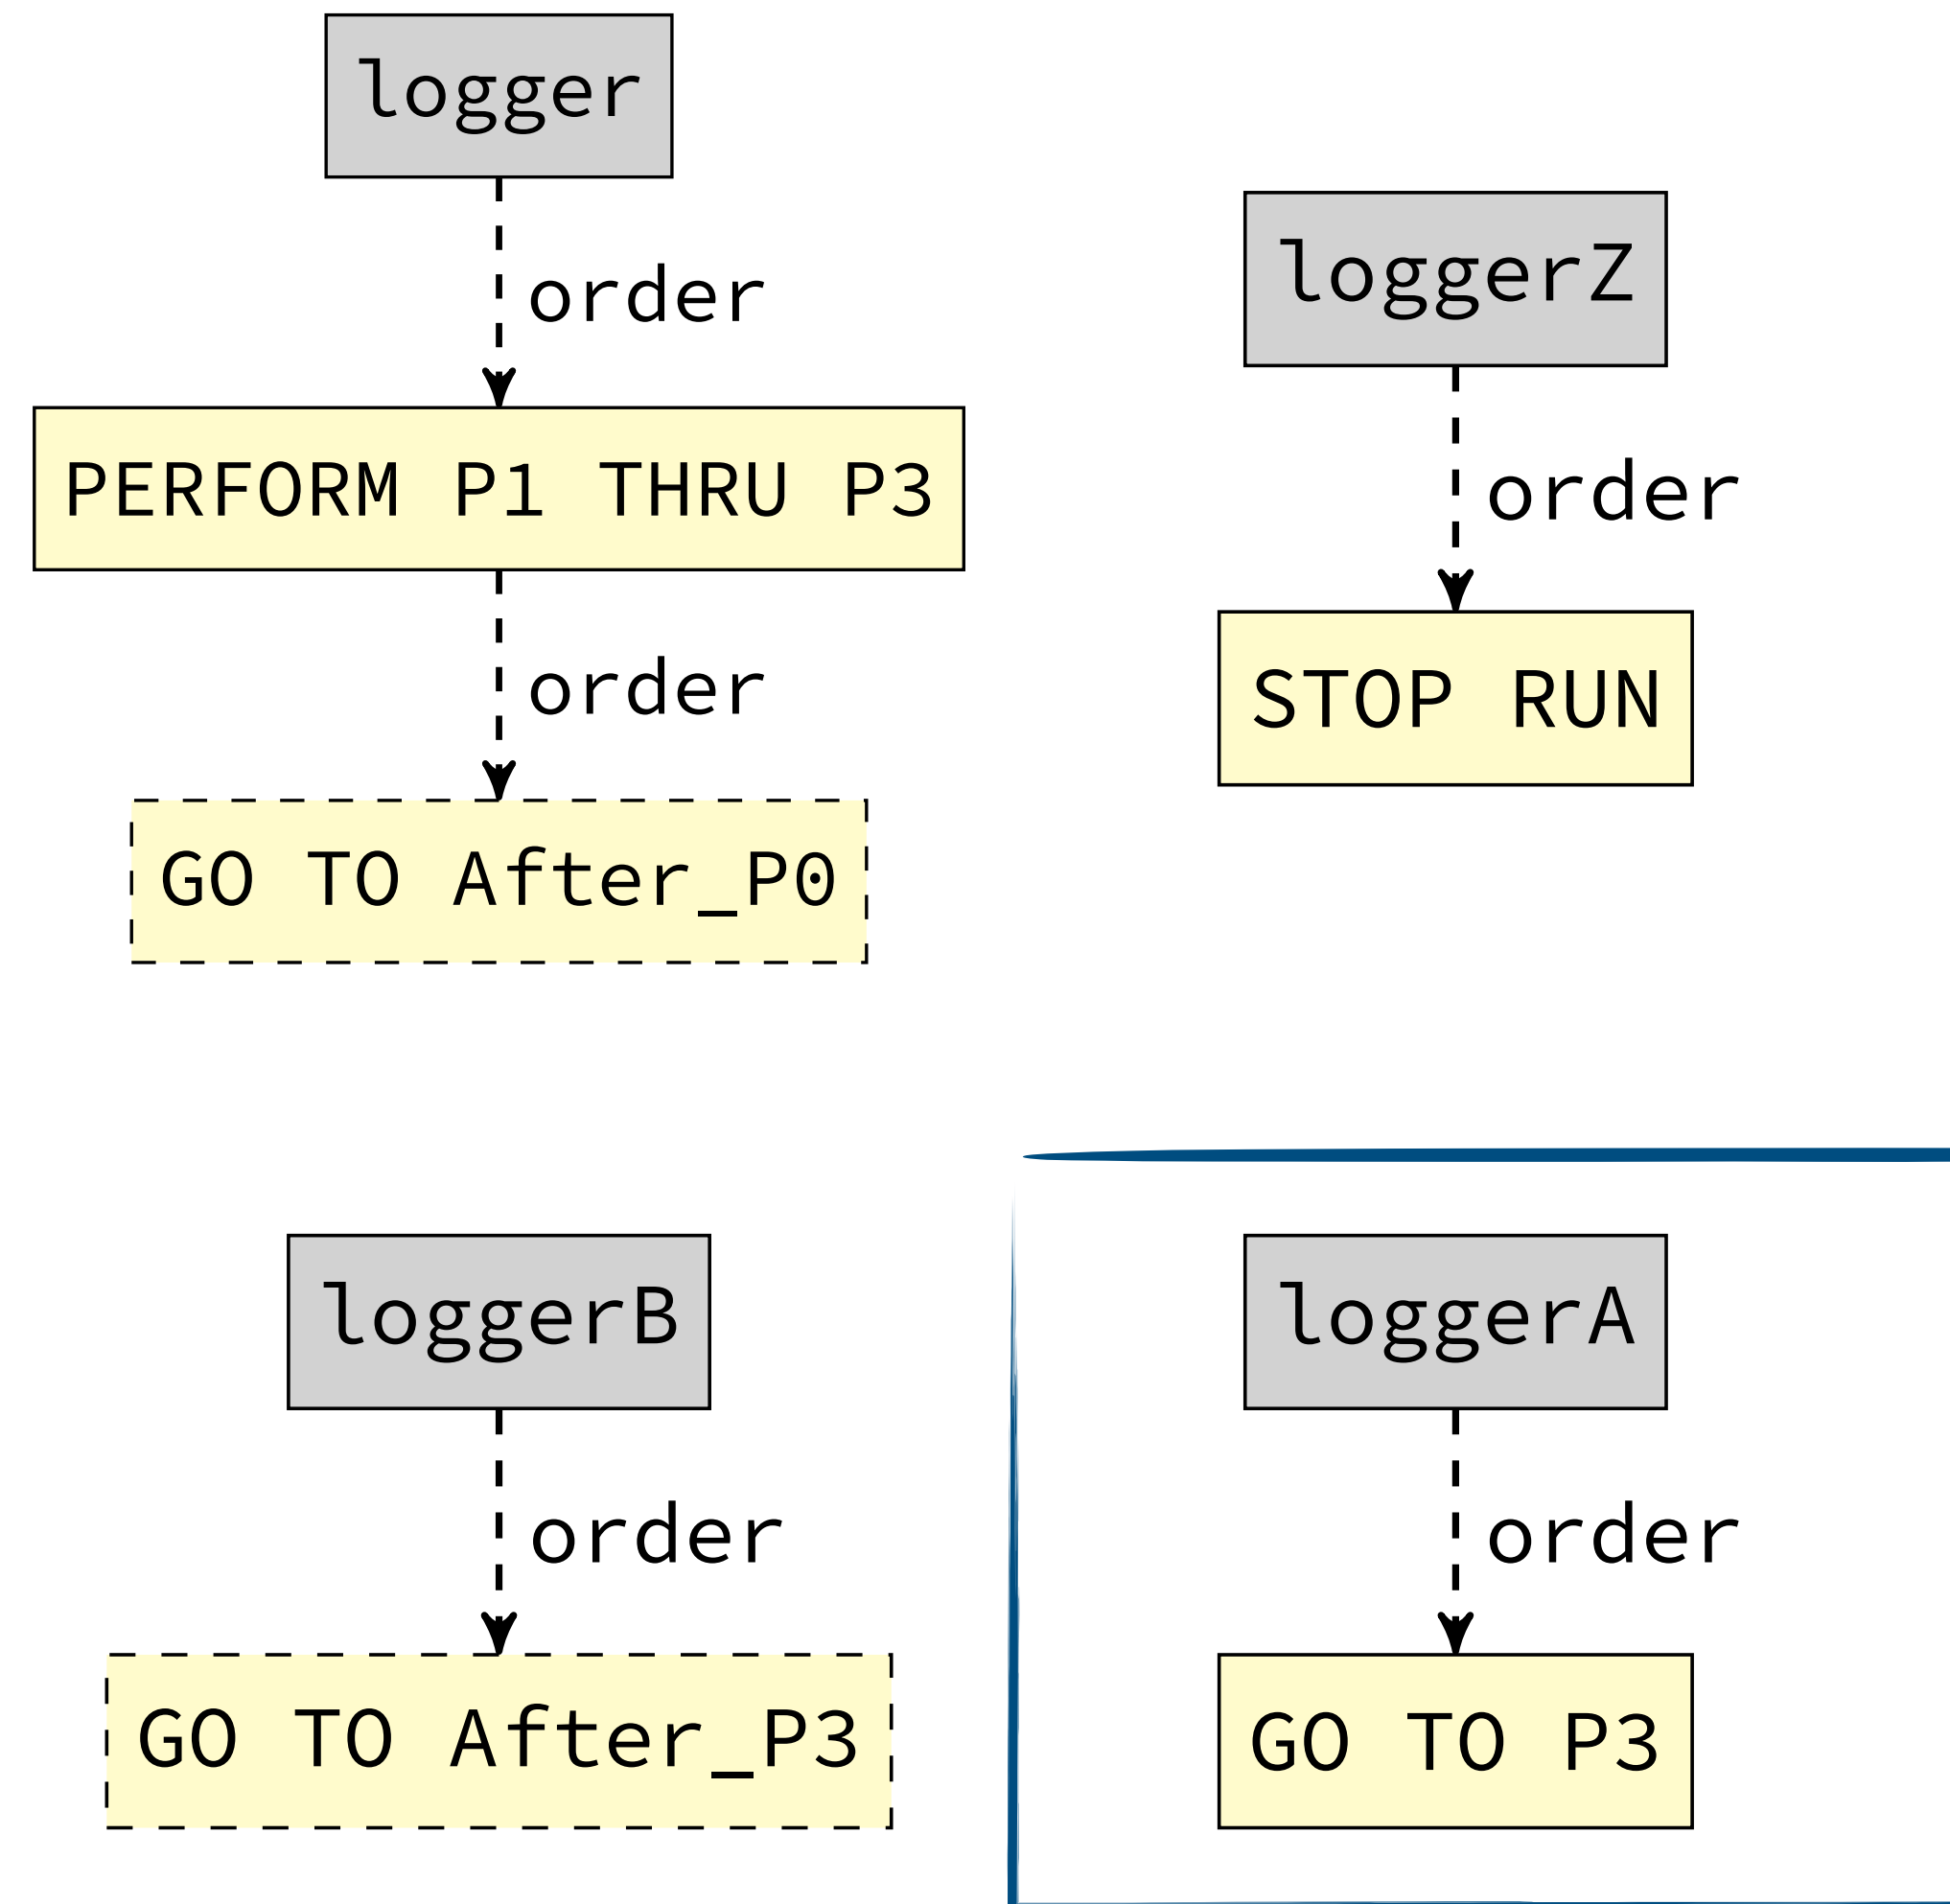 logger
order
PERFORM P1 THRU P3
order
GO TO After_P0
loggerZ
order
STOP RUN
loggerB
order
GO TO After_P3
loggerA
order
GO TO P3